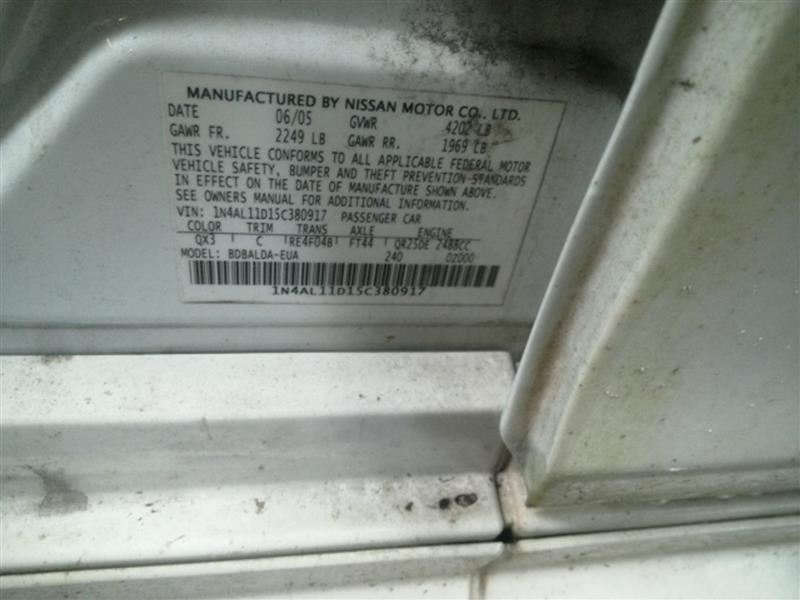 MANUFACTURED BY NISSAN MOTOR CO., LTD.
DATE 06/05 GVWR 4202 LB
GAWR FR. 2249 LB GAWR RR. 1969 LB
THIS VEHICLE CONFORMS TO ALL APPLICABLE FEDERAL MOTOR
VEHICLE SAFETY, BUMPER AND THEFT PREVENTION STANDARDS
IN EFFECT ON THE DATE OF MANUFACTURE SHOWN ABOVE.
SEE OWNERS MANUAL FOR ADDITIONAL INFORMATION.
VIN: 1N4AL11D15C380917 PASSENGER CAR
COLOR TRIM TRANS AXLE ENGINE
QX3 C RE4F04B FT44 QR25DE 2488CC
MODEL: BDBALDA-EUA 240 02000
1N4AL11D15C380917